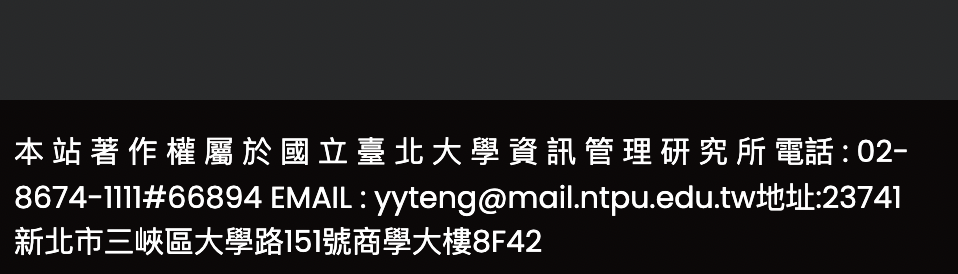 本站著作權屬於國立臺北大學資訊管理研究所電話 : 02-
8674-1111#66894 EMAIL : yyteng@mail.ntpu.edu.tw地址:23741
新北市三峽區大學路151號商學大樓8F42